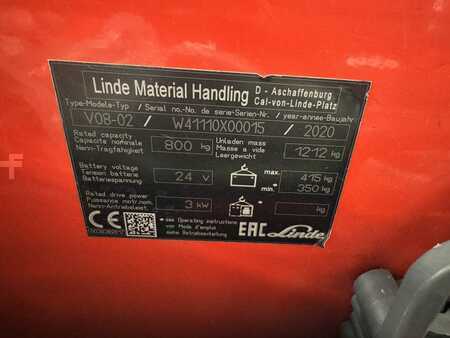 Linde Material Handling D - Aschaffenburg
Carl-von-Linde-Platz
Type-Modele-Typ / Serial no.-No. de serie-Serien-Nr. / year-annee-Baujahr
V08-02 / W41110X00015 / 2020
Rated capacity
Capacite nominale
Nenn-Tragfähigkeit
800 kg
Unladen mass
Masse a vide
Leergewicht
1212 kg
Battery voltage
Tension batterie
Batteriespannung
24 V
max. 415 kg
min. 350 kg
Rated drive power
Puissance motr.nom.
Nenn-Antriebsleist.
3 kW
kg
CE
see Operating instructions
voir Mode d'emploi
siehe Betriebsanleitung
EAC Linde